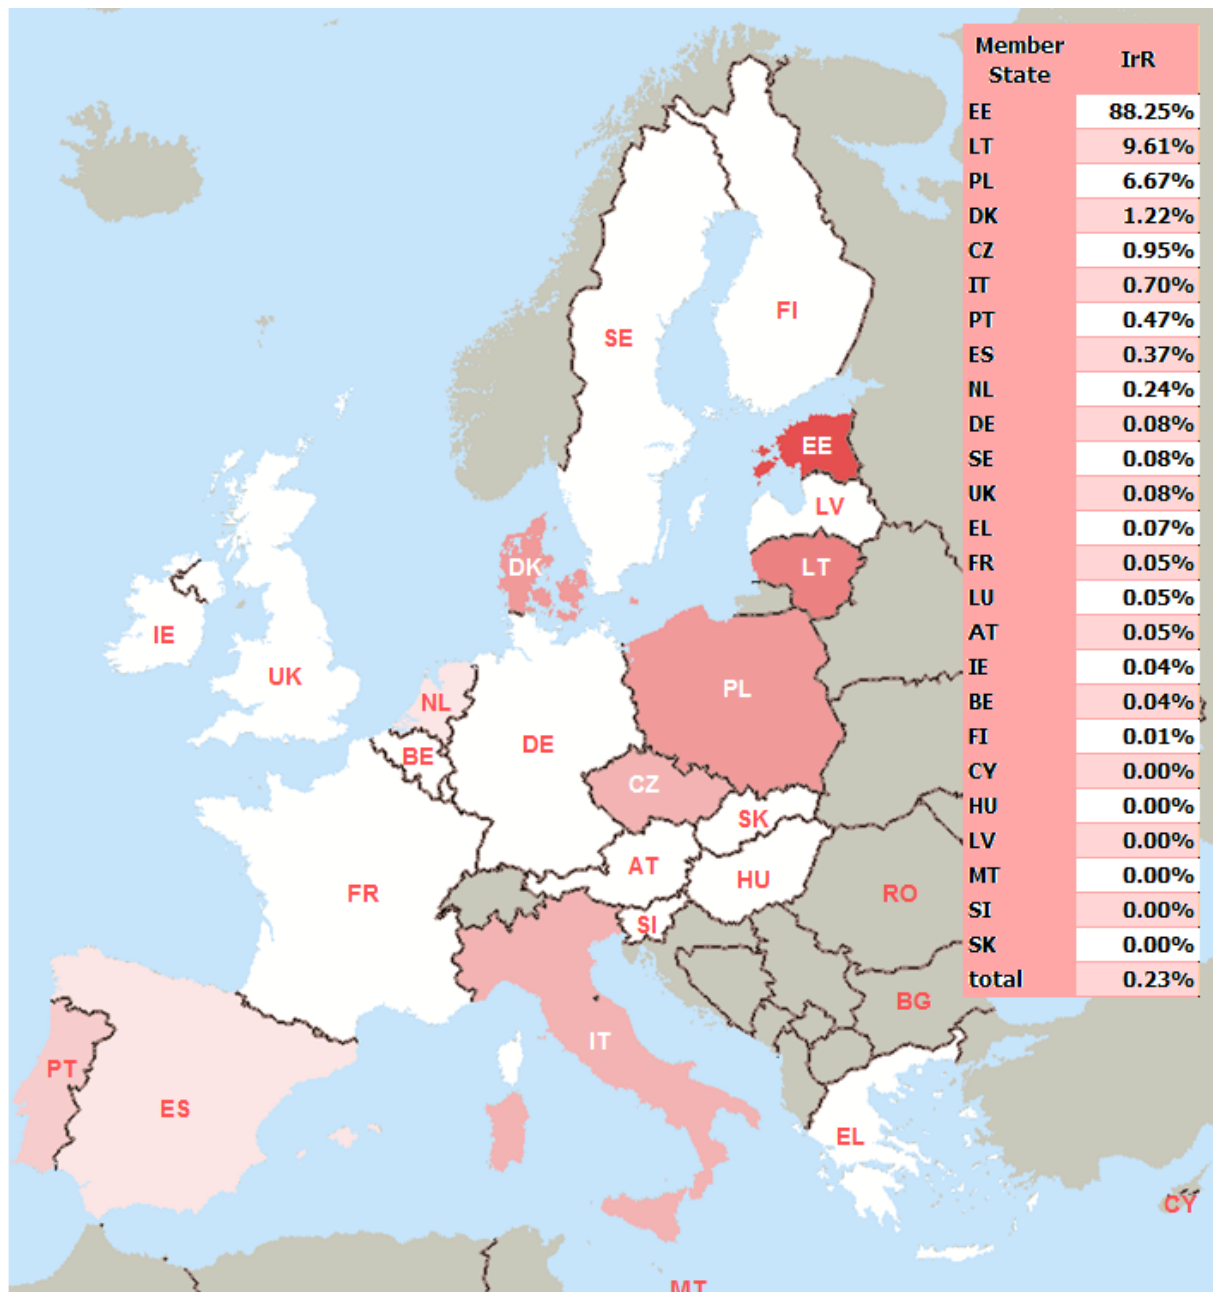 Member State IrR
EE 88.25%
LT 9.61%
PL 6.67%
DK 1.22%
CZ 0.95%
IT 0.70%
PT 0.47%
ES 0.37%
NL 0.24%
DE 0.08%
SE 0.08%
UK 0.08%
EL 0.07%
FR 0.05%
LU 0.05%
AT 0.05%
IE 0.04%
BE 0.04%
FI 0.01%
CY 0.00%
HU 0.00%
LV 0.00%
MT 0.00%
SI 0.00%
SK 0.00%
total 0.23%
FI
SE
EE
LV
DK
LT
IE
UK
PL
NL
DE
BE
CZ
SK
AT
HU
FR
RO
SI
BG
IT
PT
ES
EL
CY
MT